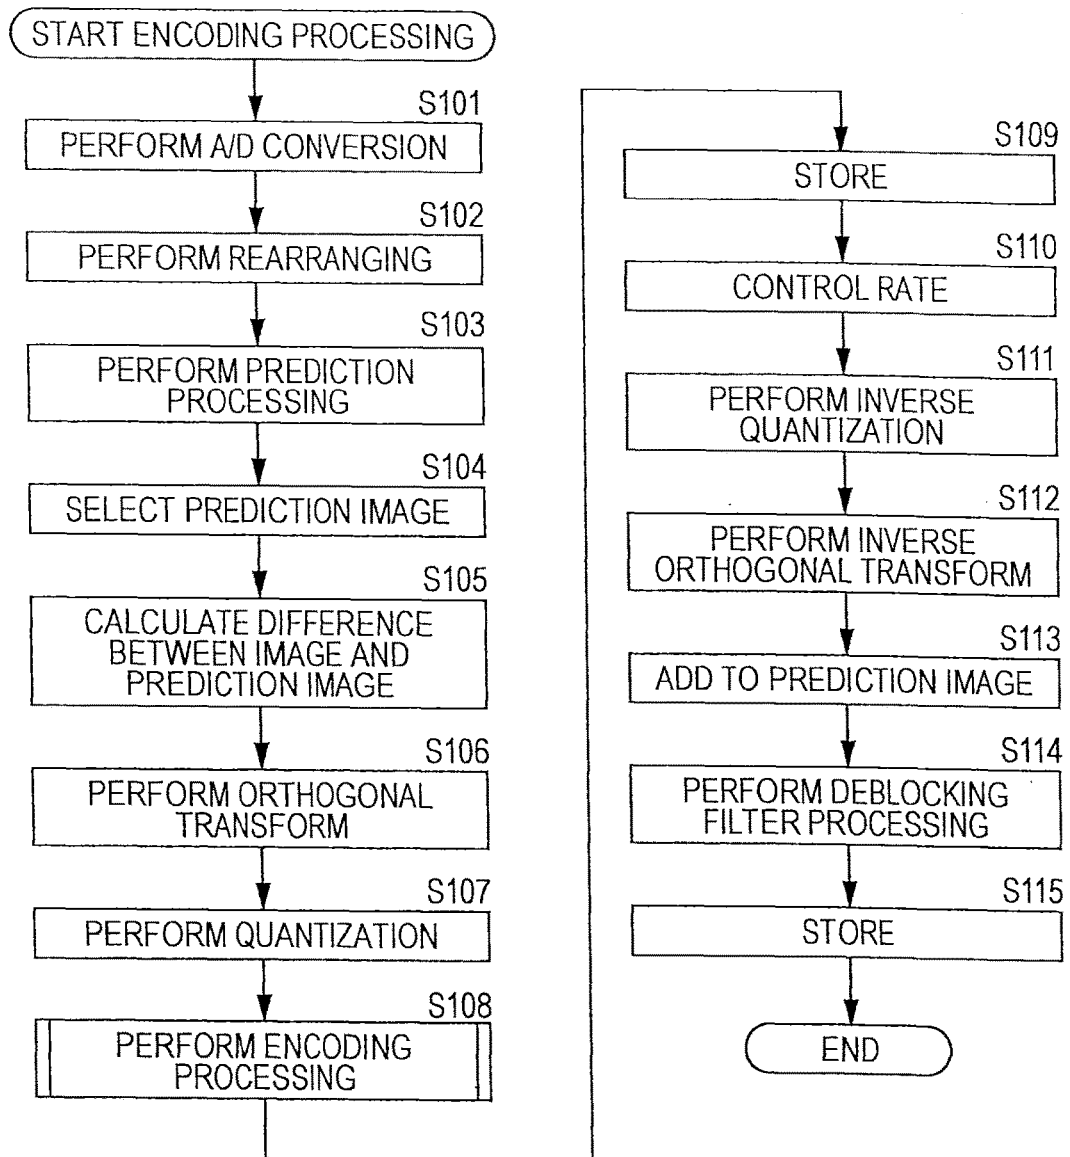 START ENCODING PROCESSING
S101
PERFORM A/D CONVERSION
S102
PERFORM REARRANGING
S103
PERFORM PREDICTION
PROCESSING
S104
SELECT PREDICTION IMAGE
S105
CALCULATE DIFFERENCE
BETWEEN IMAGE AND
PREDICTION IMAGE
S106
PERFORM ORTHOGONAL
TRANSFORM
S107
PERFORM QUANTIZATION
S108
PERFORM ENCODING
PROCESSING
S109
STORE
S110
CONTROL RATE
S111
PERFORM INVERSE
QUANTIZATION
S112
PERFORM INVERSE
ORTHOGONAL TRANSFORM
S113
ADD TO PREDICTION IMAGE
S114
PERFORM DEBLOCKING
FILTER PROCESSING
S115
STORE
END